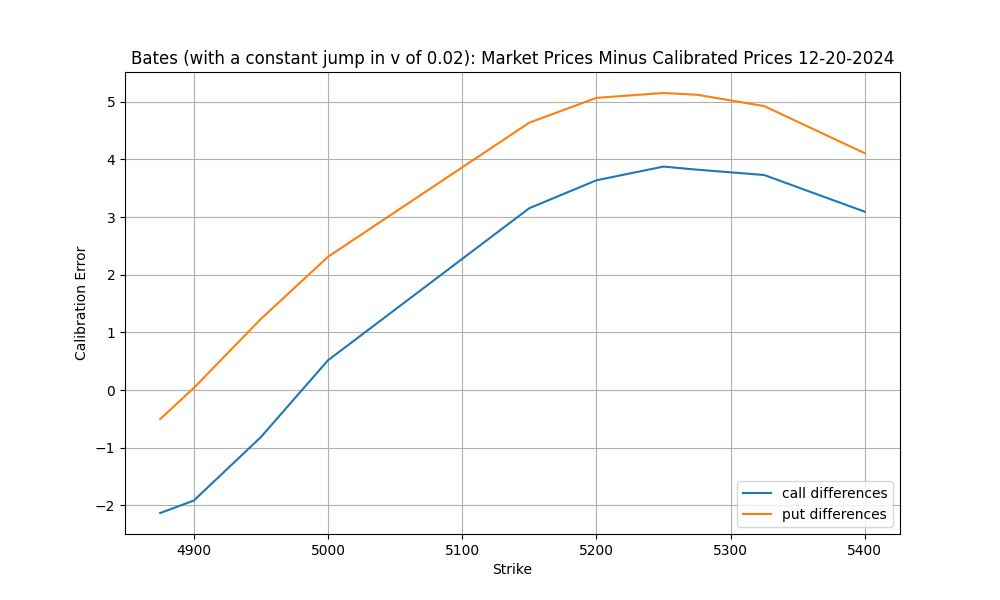 Bates (with a constant jump in v of 0.02): Market Prices Minus Calibrated Prices 12-20-2024
5
4
3
2
1
0
−1
−2
Calibration Error
4900 5000 5100 5200 5300 5400
Strike
call differences
put differences